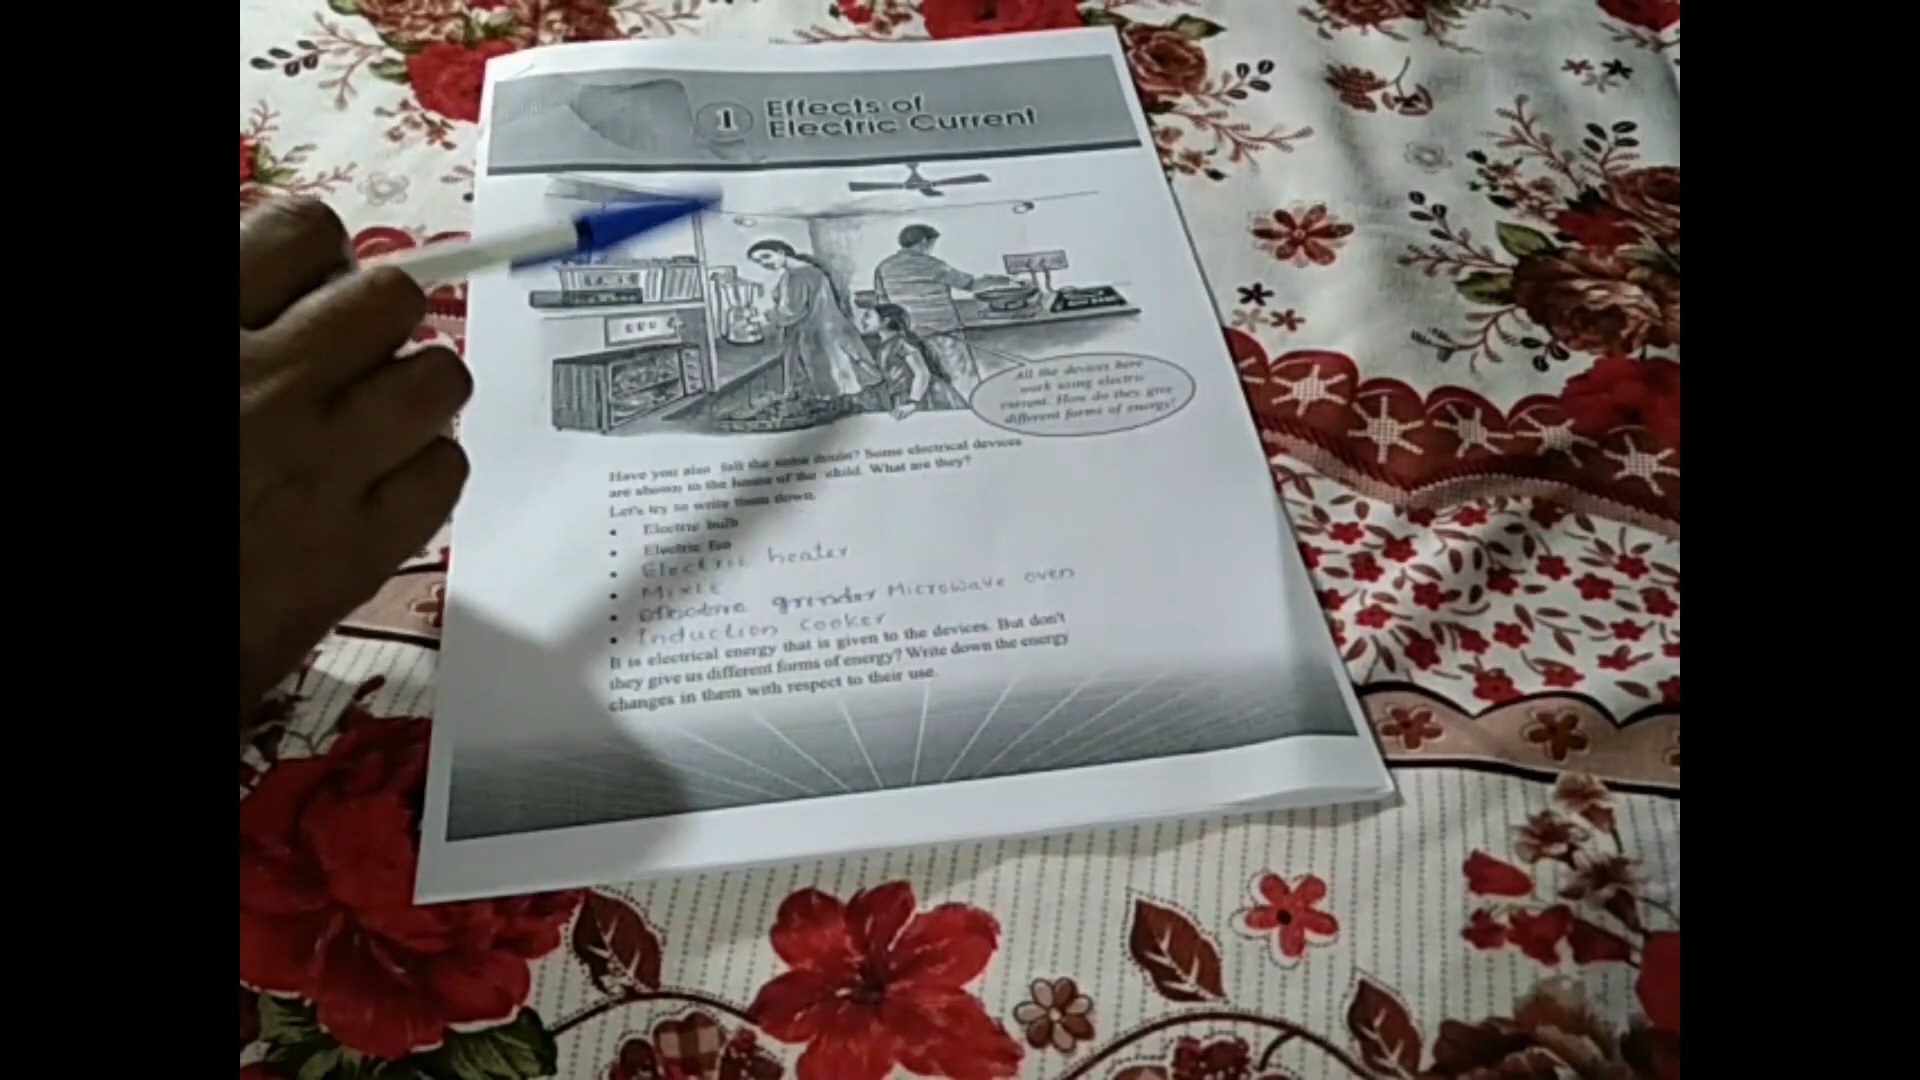 1
Effects of
Electric Current
All the devices here
work using electric
current. How do they give
different forms of energy?
Have you also felt the same doubt? Some electrical devices
are shown in the house of the child. What are they?
Let's try to write them down.
• Electric bulb
• Electric fan
• Electric heater
• Mixie
• grinder Microwave oven
• Induction cooker
It is electrical energy that is given to the devices. But don't
they give us different forms of energy? Write down the energy
changes in them with respect to their use.